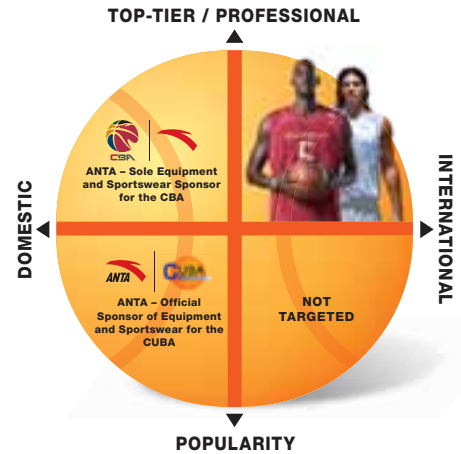 TOP-TIER / PROFESSIONAL
CBA
ANTA – Sole Equipment
and Sportswear Sponsor
for the CBA
DOMESTIC
INTERNATIONAL
ANTA
CUBA
ANTA – Official
Sponsor of Equipment
and Sportswear for the
CUBA
NOT
TARGETED
POPULARITY